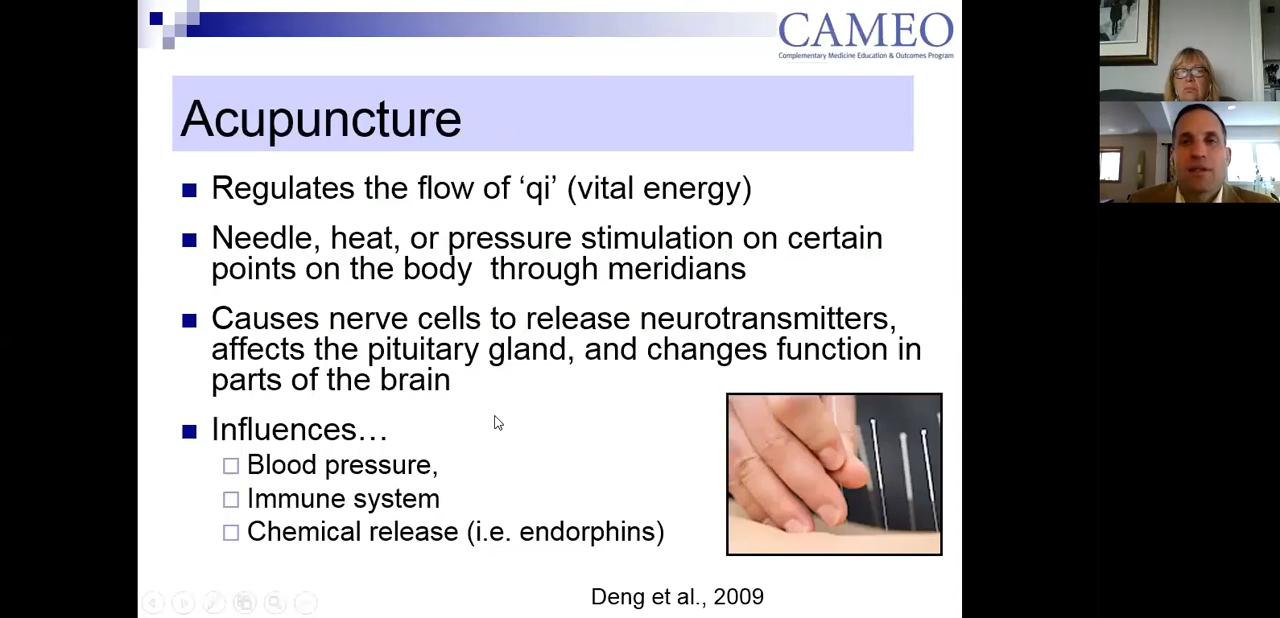 CAMEO
Complementary Medicine Education & Outcomes Program
Acupuncture
Regulates the flow of ‘qi’ (vital energy)
Needle, heat, or pressure stimulation on certain
points on the body through meridians
Causes nerve cells to release neurotransmitters,
affects the pituitary gland, and changes function in
parts of the brain
Influences…
Blood pressure,
Immune system
Chemical release (i.e. endorphins)
Deng et al., 2009